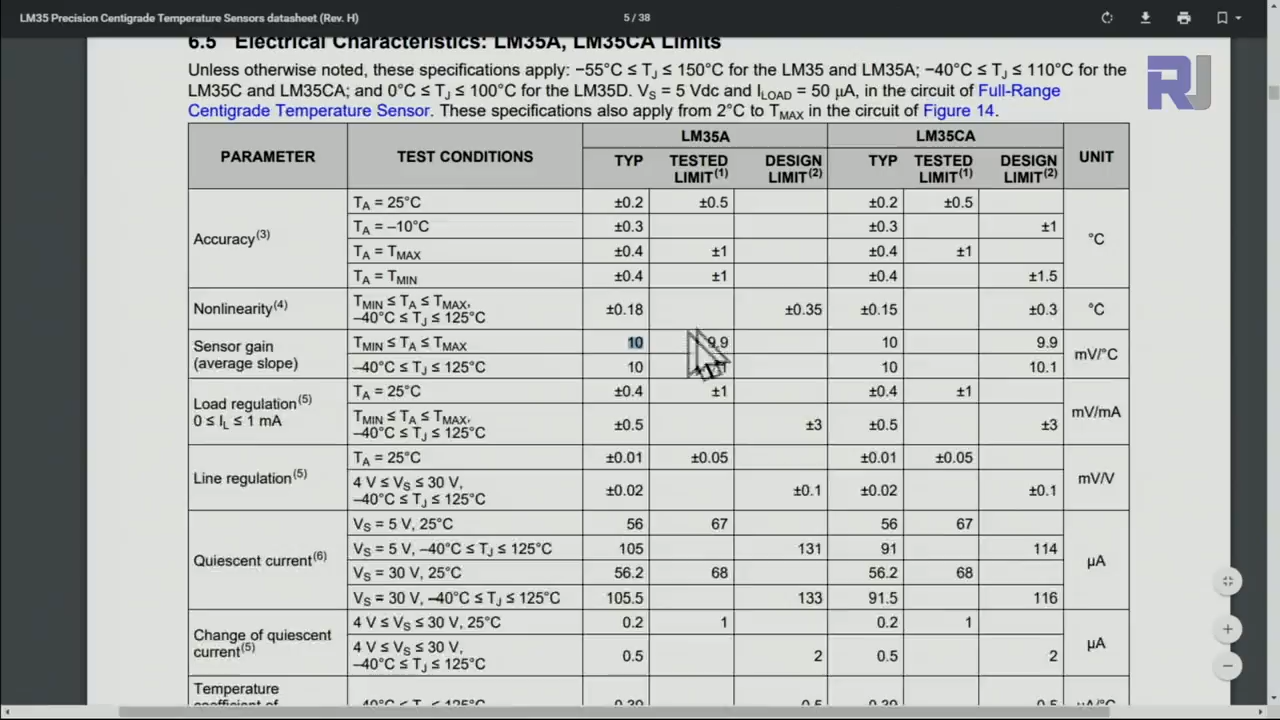 LM35 Precision Centigrade Temperature Sensors datasheet (Rev. H)
5 / 38
6.5 Electrical Characteristics: LM35A, LM35CA Limits
Unless otherwise noted, these specifications apply: −55°C ≤ TJ ≤ 150°C for the LM35 and LM35A; −40°C ≤ TJ ≤ 110°C for the
LM35C and LM35CA; and 0°C ≤ TJ ≤ 100°C for the LM35D. VS = 5 Vdc and ILOAD = 50 μA, in the circuit of Full-Range
Centigrade Temperature Sensor. These specifications also apply from 2°C to TMAX in the circuit of Figure 14.
RJ
PARAMETER TEST CONDITIONS LM35A LM35CA UNIT
TYP TESTED LIMIT(1) DESIGN LIMIT(2) TYP TESTED LIMIT(1) DESIGN LIMIT(2)
Accuracy(3) °C
TA = 25°C ±0.2 ±0.5 ±0.2 ±0.5
TA = –10°C ±0.3 ±0.3 ±1
TA = TMAX ±0.4 ±1 ±0.4 ±1
TA = TMIN ±0.4 ±1 ±0.4 ±1.5
Nonlinearity(4) TMIN ≤ TA ≤ TMAX, ±0.18 ±0.35 ±0.15 ±0.3 °C
–40°C ≤ TJ ≤ 125°C
Sensor gain TMIN ≤ TA ≤ TMAX 10 9.9 10 9.9 mV/°C
(average slope) –40°C ≤ TJ ≤ 125°C 10 10 10.1
Load regulation(5) TA = 25°C ±0.4 ±1 ±0.4 ±1 mV/mA
0 ≤ IL ≤ 1 mA TMIN ≤ TA ≤ TMAX, ±0.5 ±3 ±0.5 ±3
–40°C ≤ TJ ≤ 125°C
Line regulation(5) TA = 25°C ±0.01 ±0.05 ±0.01 ±0.05 mV/V
4 V ≤ VS ≤ 30 V, ±0.02 ±0.1 ±0.02 ±0.1
–40°C ≤ TJ ≤ 125°C
Quiescent current(6) μA
VS = 5 V, 25°C 56 67 56 67
VS = 5 V, –40°C ≤ TJ ≤ 125°C 105 131 91 114
VS = 30 V, 25°C 56.2 68 56.2 68
VS = 30 V, –40°C ≤ TJ ≤ 125°C 105.5 133 91.5 116
Change of quiescent 4 V ≤ VS ≤ 30 V, 25°C 0.2 1 0.2 1 μA
current(5) 4 V ≤ VS ≤ 30 V, 0.5 2 0.5 2
–40°C ≤ TJ ≤ 125°C
Temperature
coefficient of